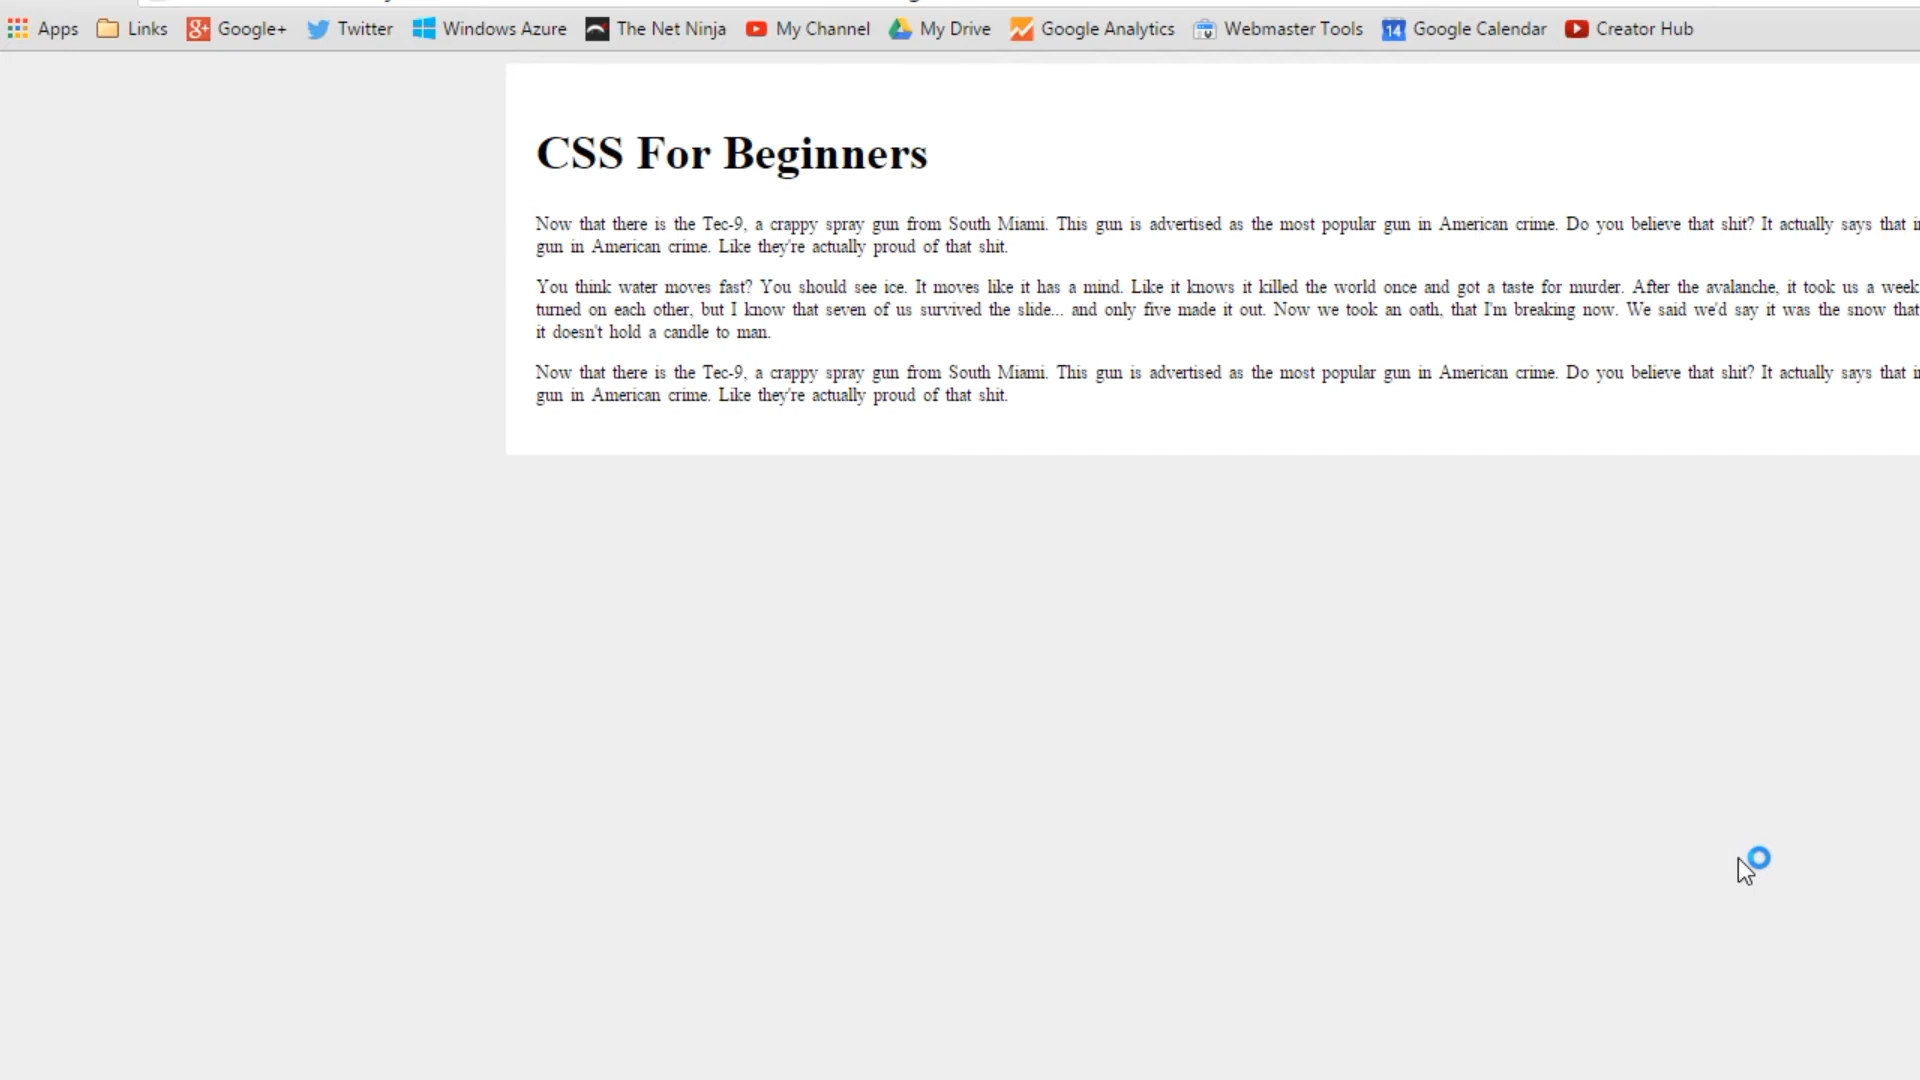 Apps Links Google+ Twitter Windows Azure The Net Ninja My Channel My Drive Google Analytics Webmaster Tools 14 Google Calendar Creator Hub
CSS For Beginners
Now that there is the Tec-9, a crappy spray gun from South Miami. This gun is advertised as the most popular gun in American crime. Do you believe that shit? It actually says that
gun in American crime. Like they're actually proud of that shit.
You think water moves fast? You should see ice. It moves like it has a mind. Like it knows it killed the world once and got a taste for murder. After the avalanche, it took us a week
turned on each other, but I know that seven of us survived the slide... and only five made it out. Now we took an oath, that I'm breaking now. We said we'd say it was the snow that
it doesn't hold a candle to man.
Now that there is the Tec-9, a crappy spray gun from South Miami. This gun is advertised as the most popular gun in American crime. Do you believe that shit? It actually says that
gun in American crime. Like they're actually proud of that shit.